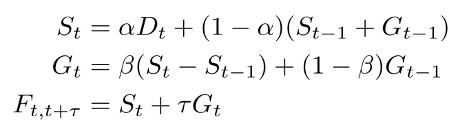 S_t = αD_t + (1 − α)(S_{t−1} + G_{t−1})
G_t = β(S_t − S_{t−1}) + (1 − β)G_{t−1}
F_{t,t+τ} = S_t + τG_t